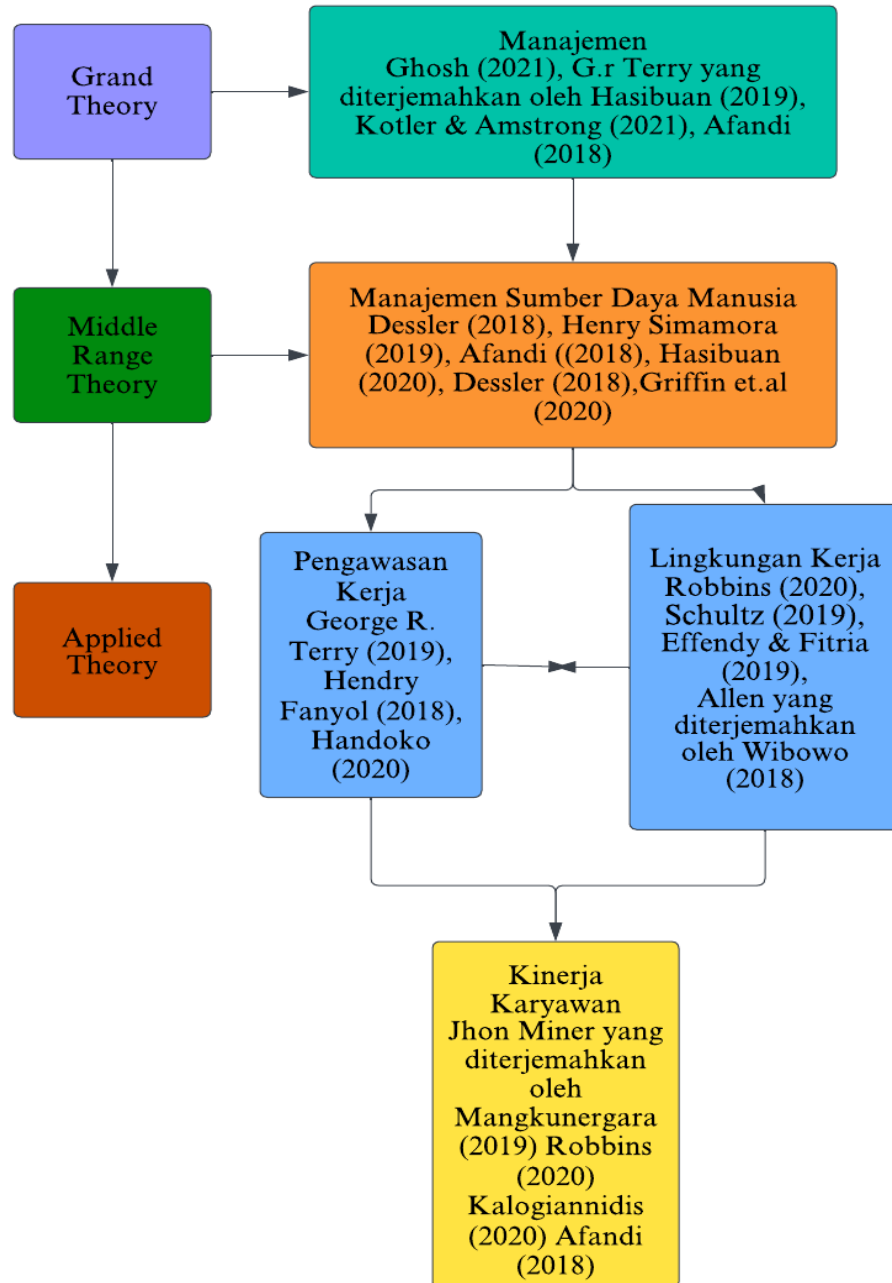 Grand
Theory
Manajemen
Ghosh (2021), G.r Terry yang
diterjemahkan oleh Hasibuan (2019),
Kotler & Amstrong (2021), Afandi
(2018)
Middle
Range
Theory
Manajemen Sumber Daya Manusia
Dessler (2018), Henry Simamora
(2019), Afandi ((2018), Hasibuan
(2020), Dessler (2018),Griffin et.al
(2020)
Applied
Theory
Pengawasan
Kerja
George R.
Terry (2019),
Hendry
Fanyol (2018),
Handoko
(2020)
Lingkungan Kerja
Robbins (2020),
Schultz (2019),
Effendy & Fitria
(2019),
Allen yang
diterjemahkan
oleh Wibowo
(2018)
Kinerja
Karyawan
Jhon Miner yang
diterjemahkan
oleh
Mangkunergara
(2019) Robbins
(2020)
Kalogiannidis
(2020) Afandi
(2018)